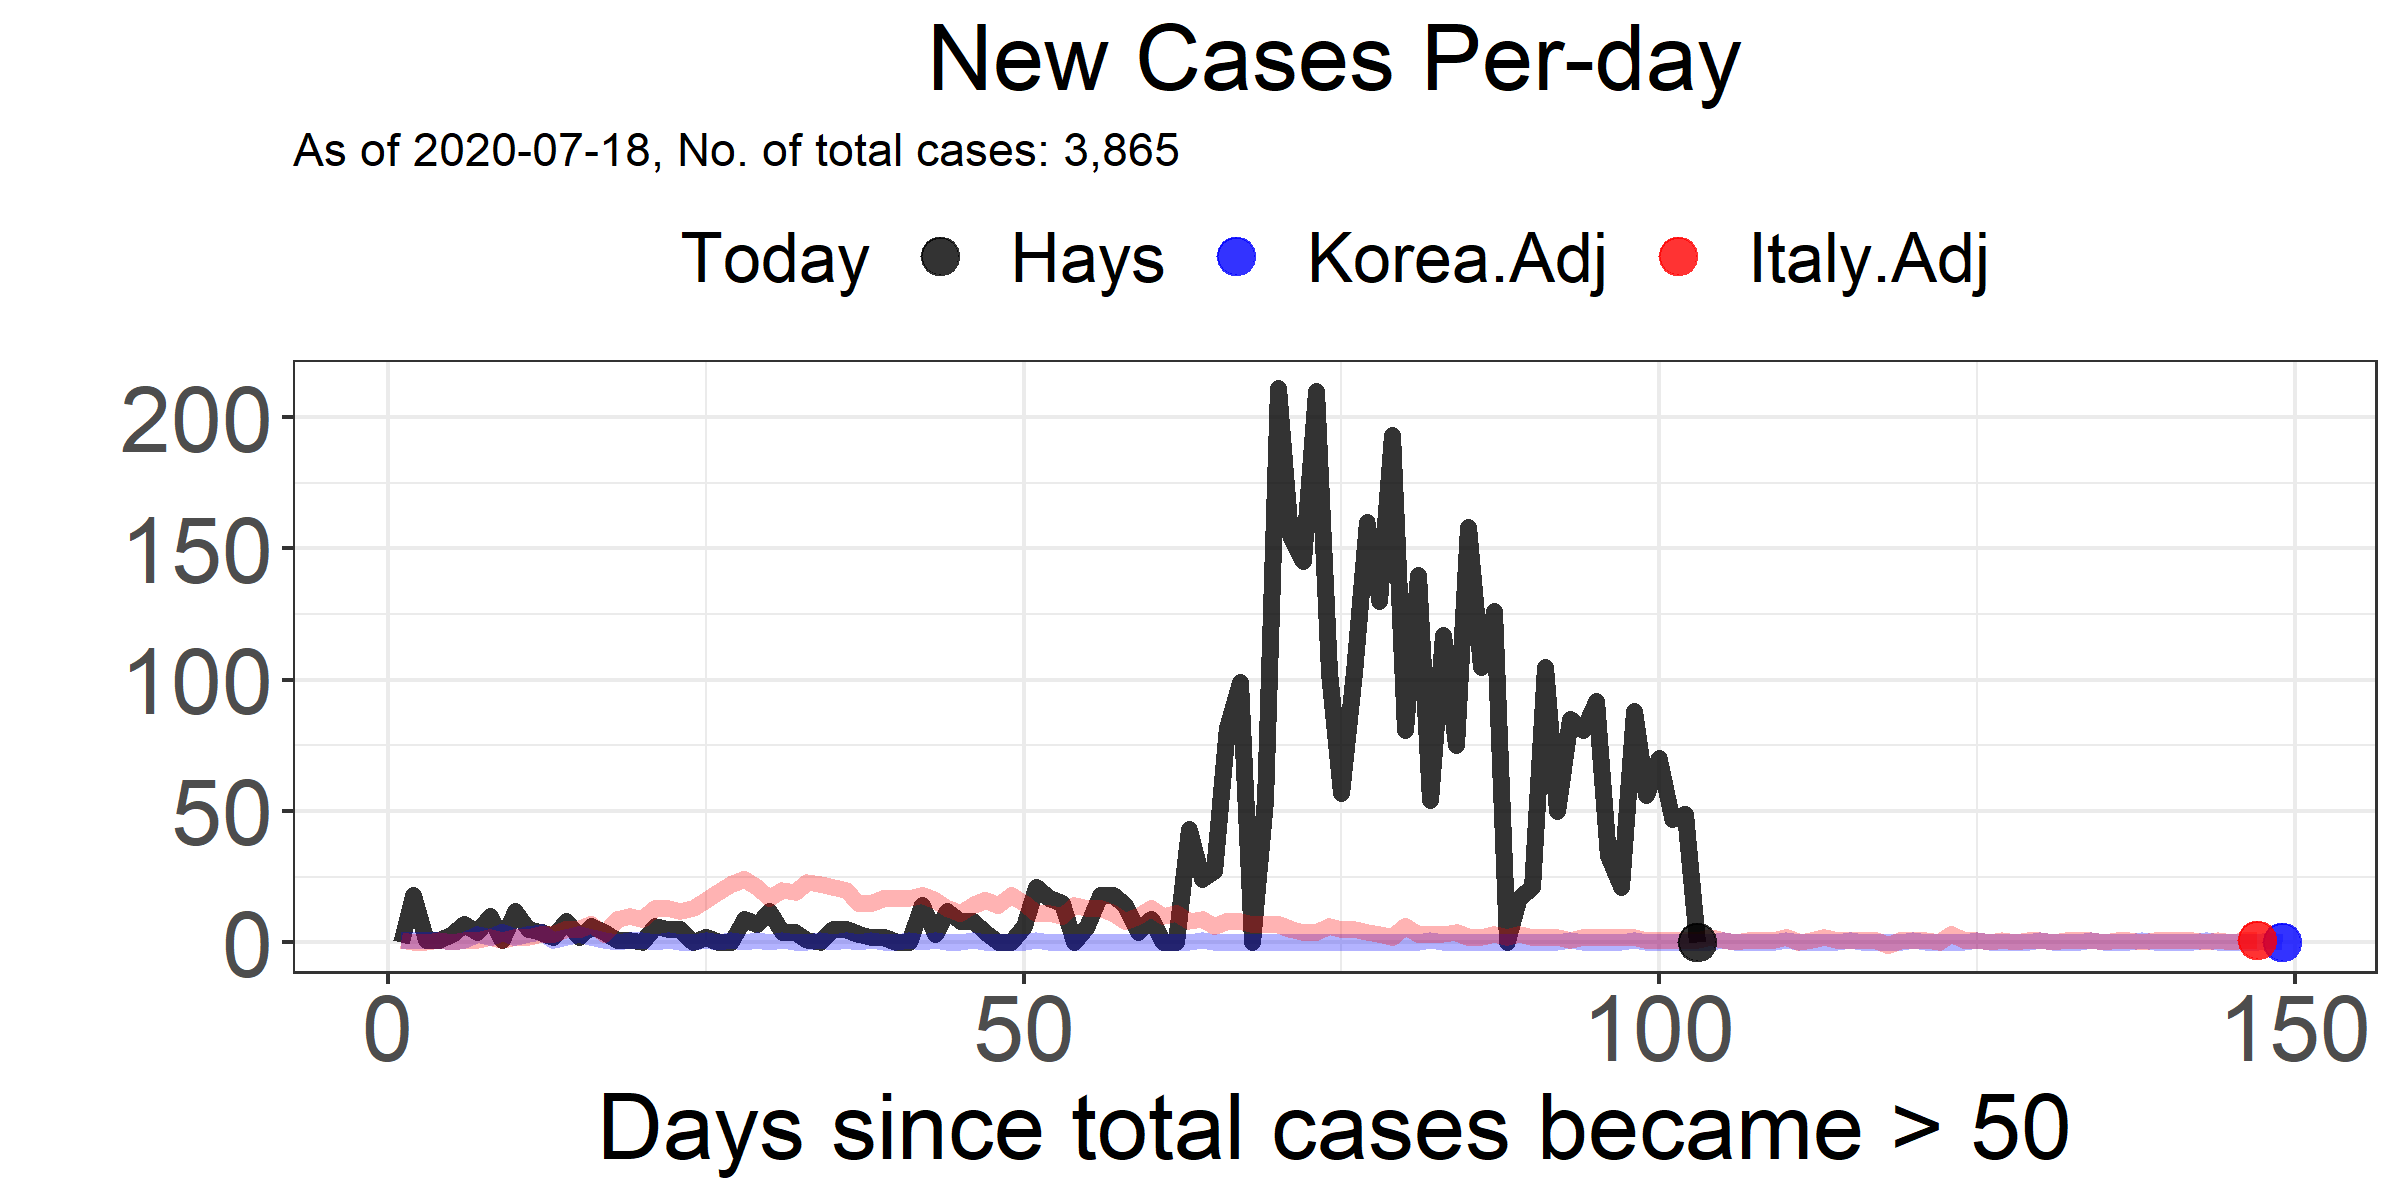 New Cases Per-day
As of 2020-07-18, No. of total cases: 3,865
Today Hays Korea.Adj Italy.Adj
200
150
100
50
0
0 50 100 150
Days since total cases became > 50